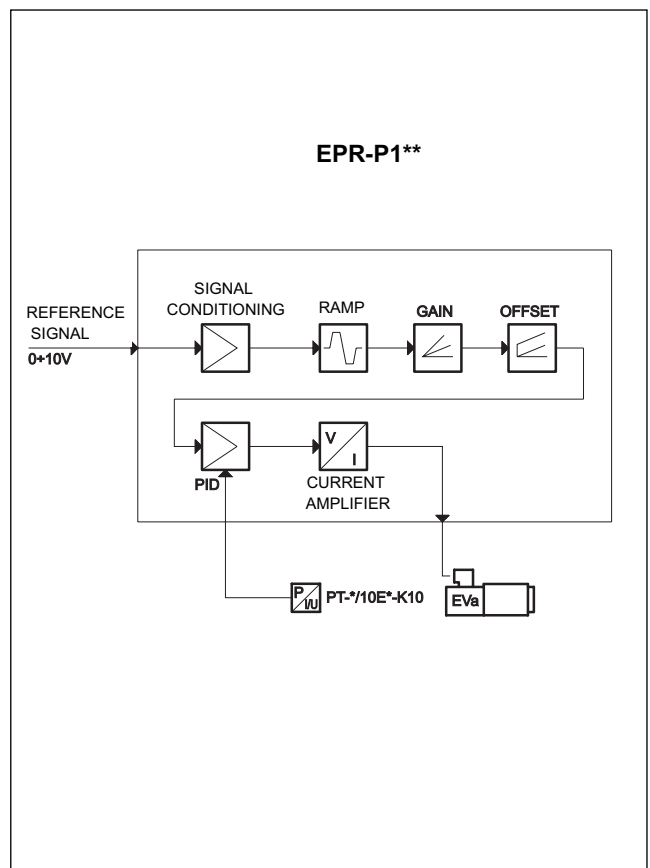 EPR-P1**
SIGNAL
CONDITIONING
RAMP
GAIN
OFFSET
REFERENCE
SIGNAL
0+10V
PID
V
I
CURRENT
AMPLIFIER
P
I/U
PT-*/10E*-K10
EVa